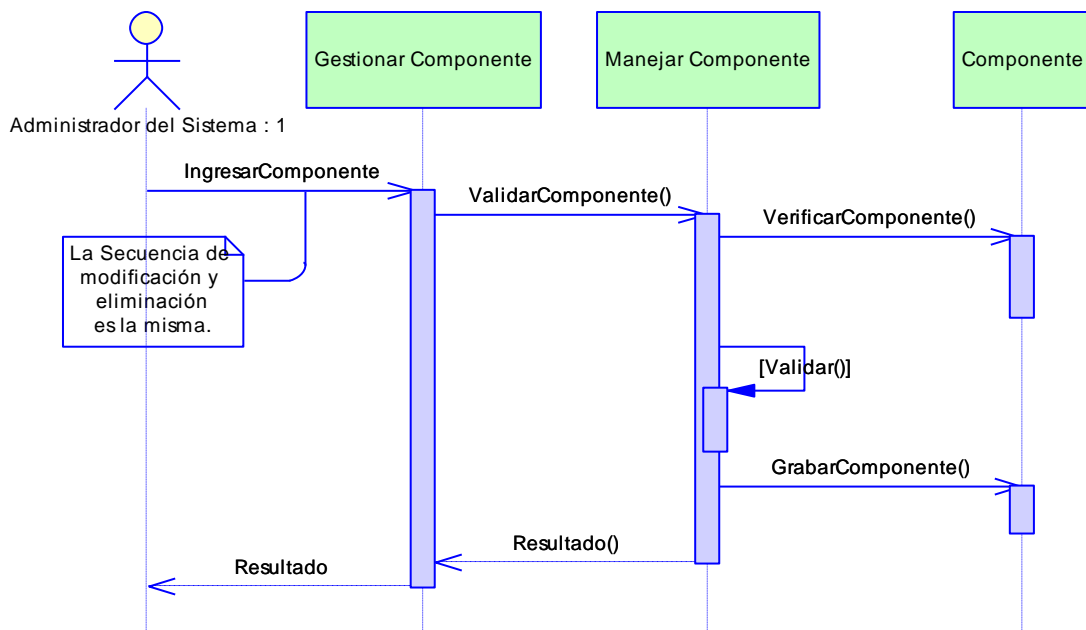 Gestionar Componente
Manejar Componente
Componente
Administrador del Sistema : 1
IngresarComponente
ValidarComponente()
VerificarComponente()
La Secuencia de
modificación y
eliminación
es la misma.
[Validar()]
GrabarComponente()
Resultado()
Resultado